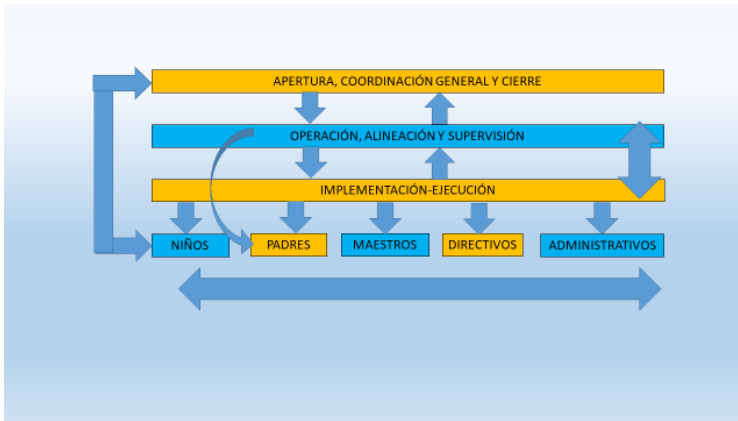 APERTURA, COORDINACIÓN GENERAL Y CIERRE
OPERACIÓN, ALINEACIÓN Y SUPERVISIÓN
IMPLEMENTACIÓN-EJECUCIÓN
NIÑOS
PADRES
MAESTROS
DIRECTIVOS
ADMINISTRATIVOS